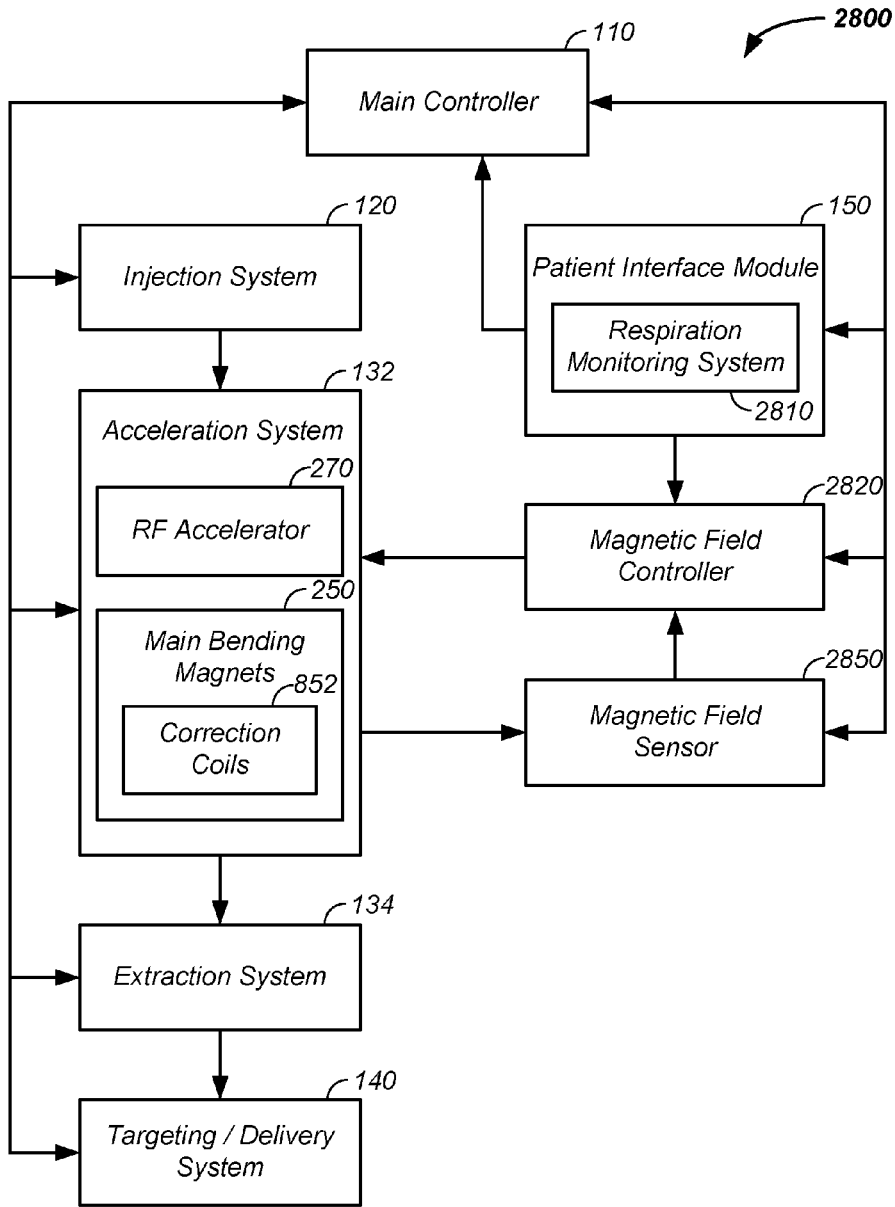 2800
110
Main Controller
120
Injection System
150
Patient Interface Module
Respiration
Monitoring System
2810
132
Acceleration System
270
RF Accelerator
250
Main Bending
Magnets
852
Correction
Coils
2820
Magnetic Field
Controller
2850
Magnetic Field
Sensor
134
Extraction System
140
Targeting / Delivery
System